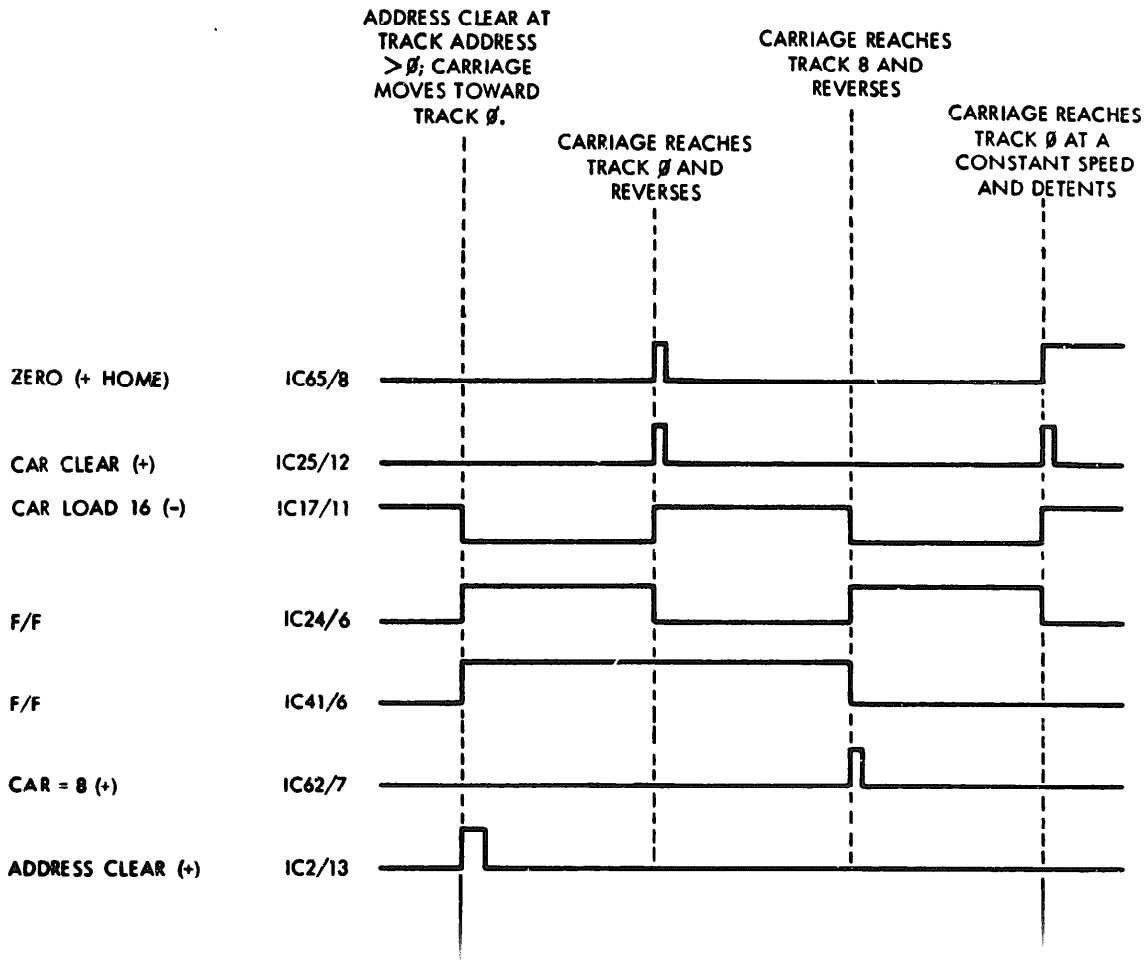 ADDRESS CLEAR AT
TRACK ADDRESS
>Ø; CARRIAGE
MOVES TOWARD
TRACK Ø.
CARRIAGE REACHES
TRACK Ø AND
REVERSES
CARRIAGE REACHES
TRACK 8 AND
REVERSES
CARRIAGE REACHES
TRACK Ø AT A
CONSTANT SPEED
AND DETENTS
ZERO (+ HOME) IC65/8
CAR CLEAR (+) IC25/12
CAR LOAD 16 (-) IC17/11
F/F IC24/6
F/F IC41/6
CAR = 8 (+) IC62/7
ADDRESS CLEAR (+) IC2/13